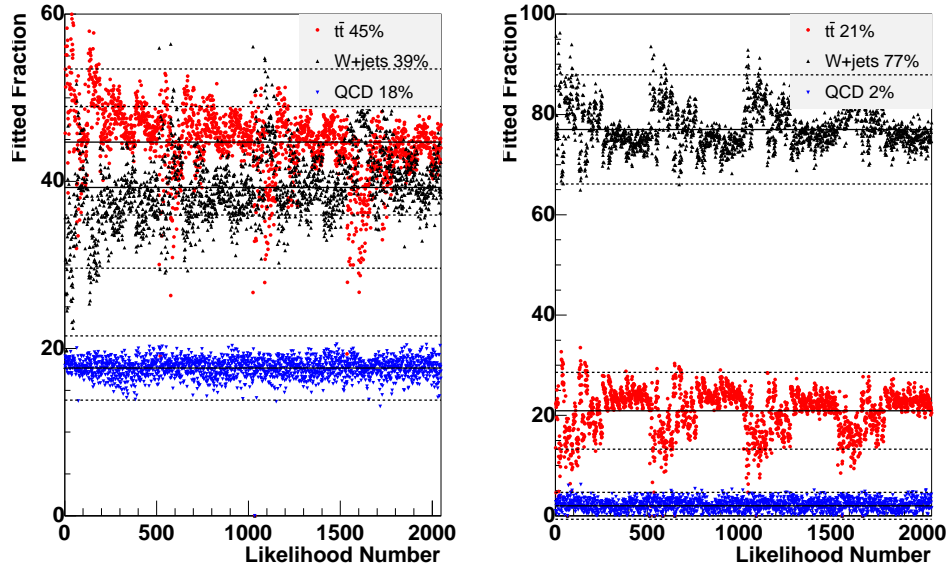 60
40
20
0
Fitted Fraction
tt̄ 45%
W+jets 39%
QCD 18%
0 500 1000 1500 2000
Likelihood Number
100
80
60
40
20
0
Fitted Fraction
tt̄ 21%
W+jets 77%
QCD 2%
0 500 1000 1500 2000
Likelihood Number